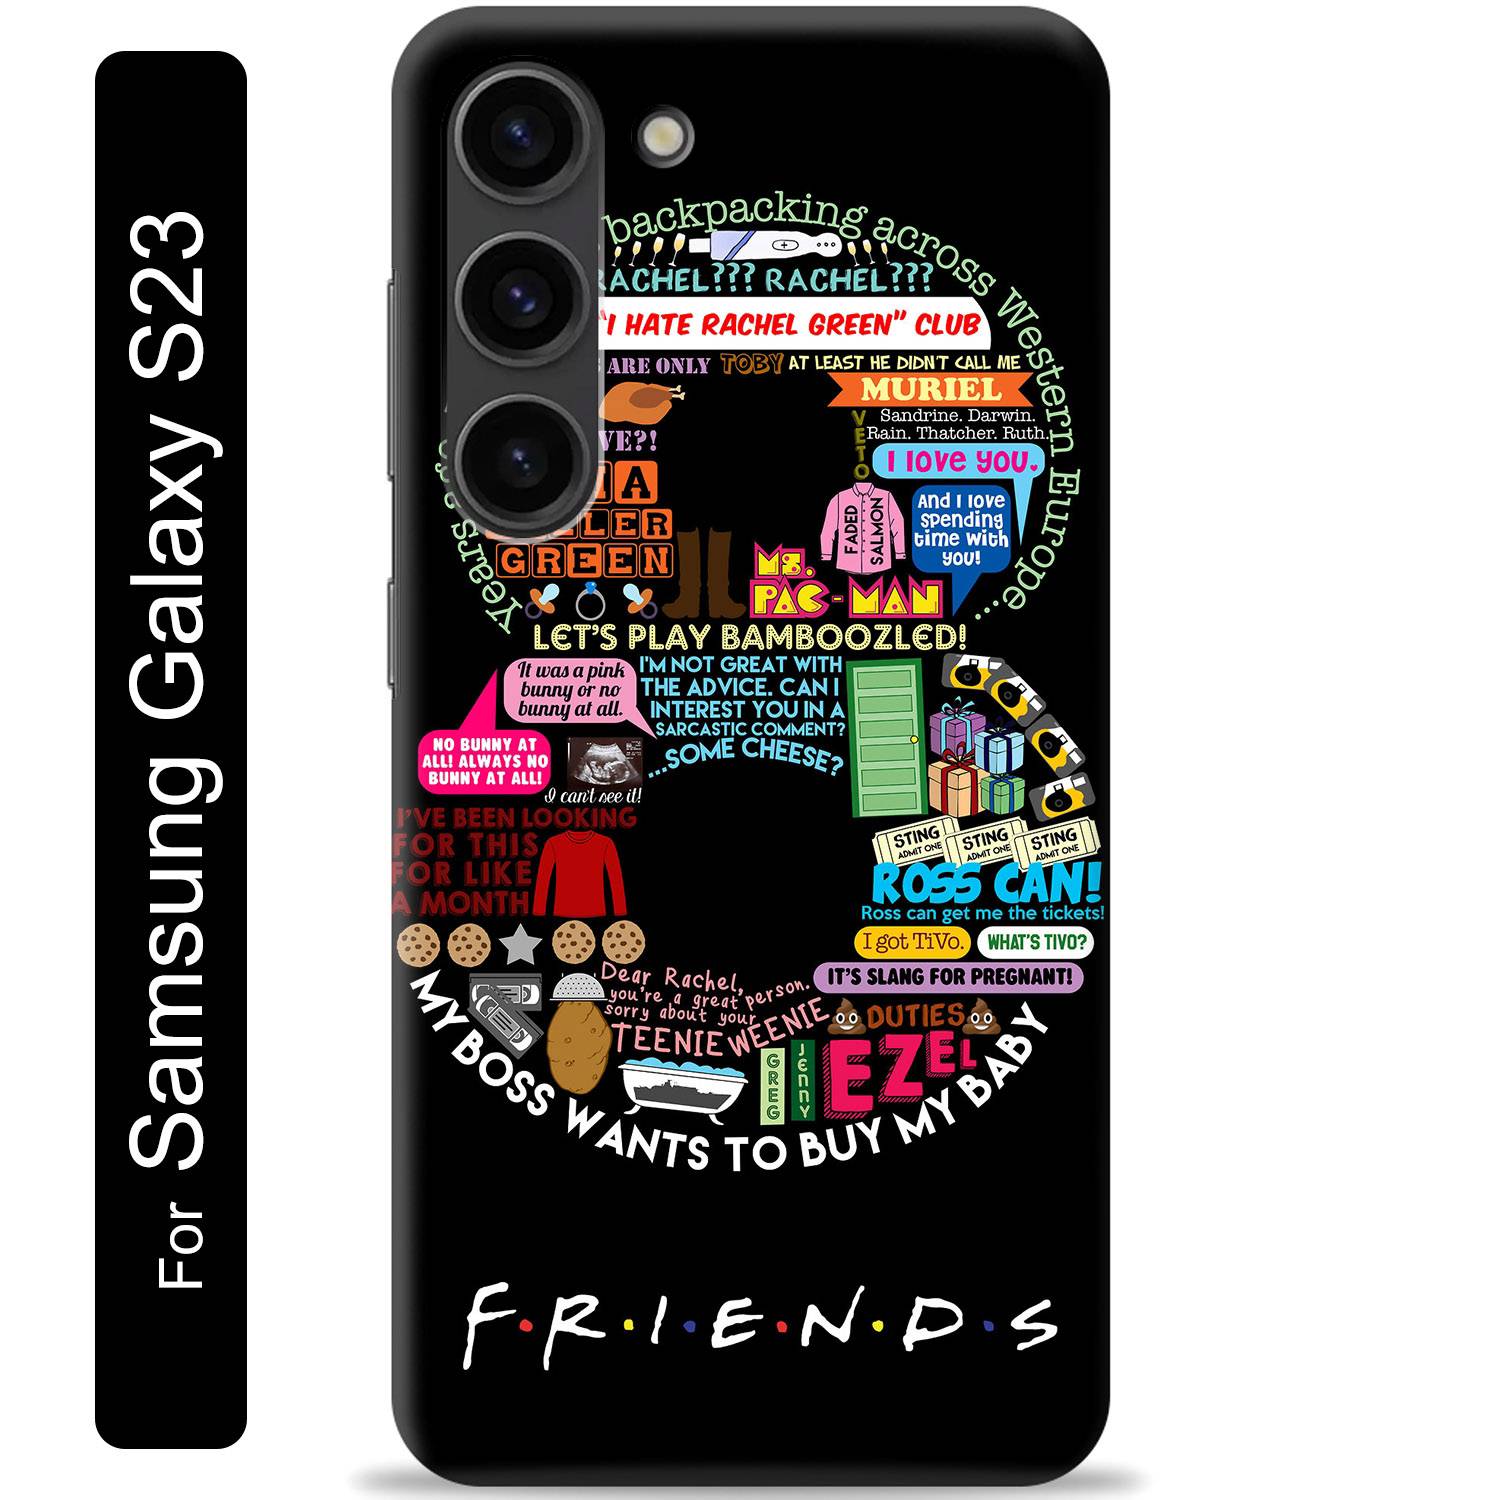 For Samsung Galaxy S23
Years ago
backpacking across Western Europe...
RACHEL??? RACHEL???
"I HATE RACHEL GREEN" CLUB
ARE ONLY TOBY AT LEAST HE DIDN'T CALL ME
MURIEL
VETO
Sandrine. Darwin.
Rain. Thatcher. Ruth.
VE?!
I love you.
A
LLER
GREEN
FADED
SALMON
And I love
spending
time with
you!
MS.
PAC-MAN
LET'S PLAY BAMBOOZLED!
It was a pink
bunny or no
bunny at all.
NO BUNNY AT
ALL! ALWAYS NO
BUNNY AT ALL!
I'M NOT GREAT WITH
THE ADVICE. CAN I
INTEREST YOU IN A
SARCASTIC COMMENT?
...SOME CHEESE?
I can't see it!
I'VE BEEN LOOKING
FOR THIS
FOR LIKE
A MONTH
STING
ADMIT ONE
STING
ADMIT ONE
STING
ADMIT ONE
ROSS CAN!
Ross can get me the tickets!
I got TiVo.
WHAT'S TIVO?
IT'S SLANG FOR PREGNANT!
Dear Rachel,
you're a great person.
sorry about your
TEENIE WEENIE
DUTIES
GREG
JENNY
EZEL
MY BOSS WANTS TO BUY MY BABY
F·R·I·E·N·D·S